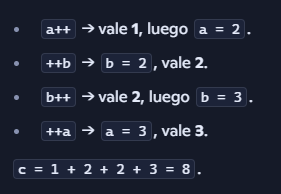 • a++ → vale 1, luego a = 2.
• ++b → b = 2, vale 2.
• b++ → vale 2, luego b = 3.
• ++a → a = 3, vale 3.
c = 1 + 2 + 2 + 3 = 8.